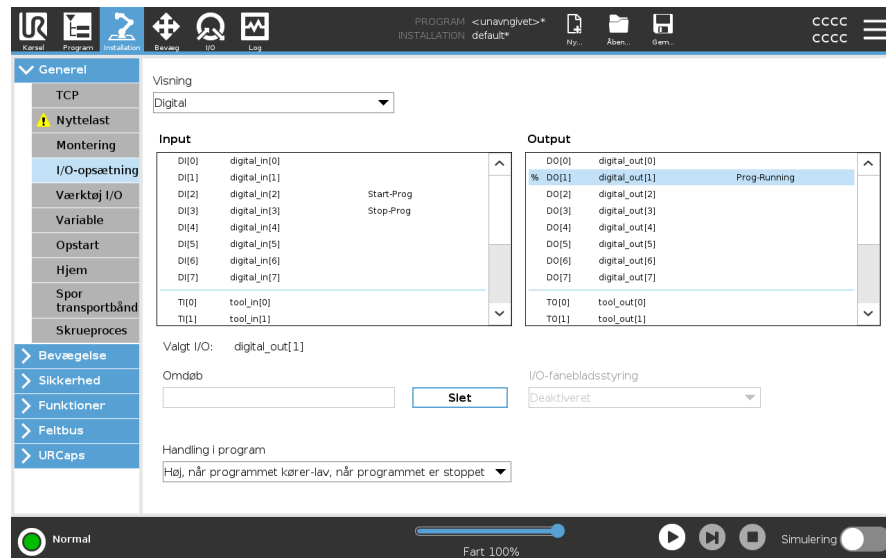 UR
Kørsel
Program
Installation
Bevæg
I/O
Log
PROGRAM <unavngivet>*
INSTALLATION default*
Ny...
Åben...
Gem...
CCCC
CCCC
Generel
TCP
Nyttelast
Montering
I/O-opsætning
Værktøj I/O
Variable
Opstart
Hjem
Spor
transportbånd
Skrueproces
Bevægelse
Sikkerhed
Funktioner
Feltbus
URCaps
Visning
Digital
Input
DI[0] digital_in[0]
DI[1] digital_in[1]
DI[2] digital_in[2] Start-Prog
DI[3] digital_in[3] Stop-Prog
DI[4] digital_in[4]
DI[5] digital_in[5]
DI[6] digital_in[6]
DI[7] digital_in[7]
TI[0] tool_in[0]
TI[1] tool_in[1]
Output
DO[0] digital_out[0]
% DO[1] digital_out[1] Prog-Running
DO[2] digital_out[2]
DO[3] digital_out[3]
DO[4] digital_out[4]
DO[5] digital_out[5]
DO[6] digital_out[6]
DO[7] digital_out[7]
TO[0] tool_out[0]
TO[1] tool_out[1]
Valgt I/O: digital_out[1]
Omdøb
Slet
I/O-fanebladsstyring
Deaktiveret
Handling i program
Høj, når programmet kører-lav, når programmet er stoppet
Normal
Fart 100%
Simulering